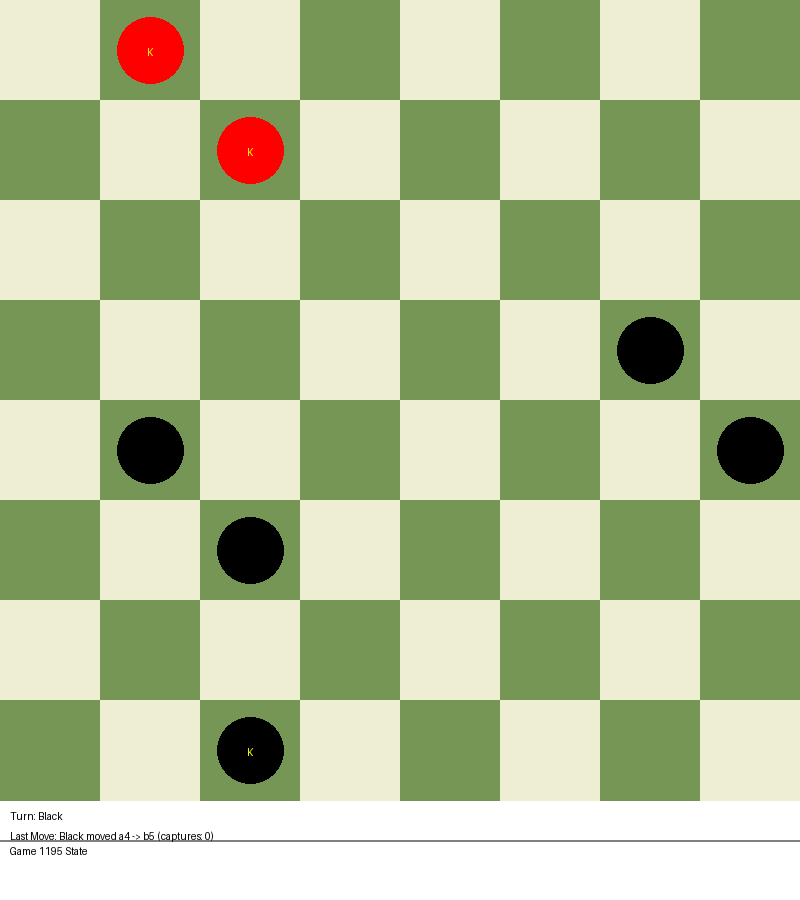 K
K
K
Turn: Black
Last Move: Black moved a4 -> b5 (captures: 0)
Game 1195 State